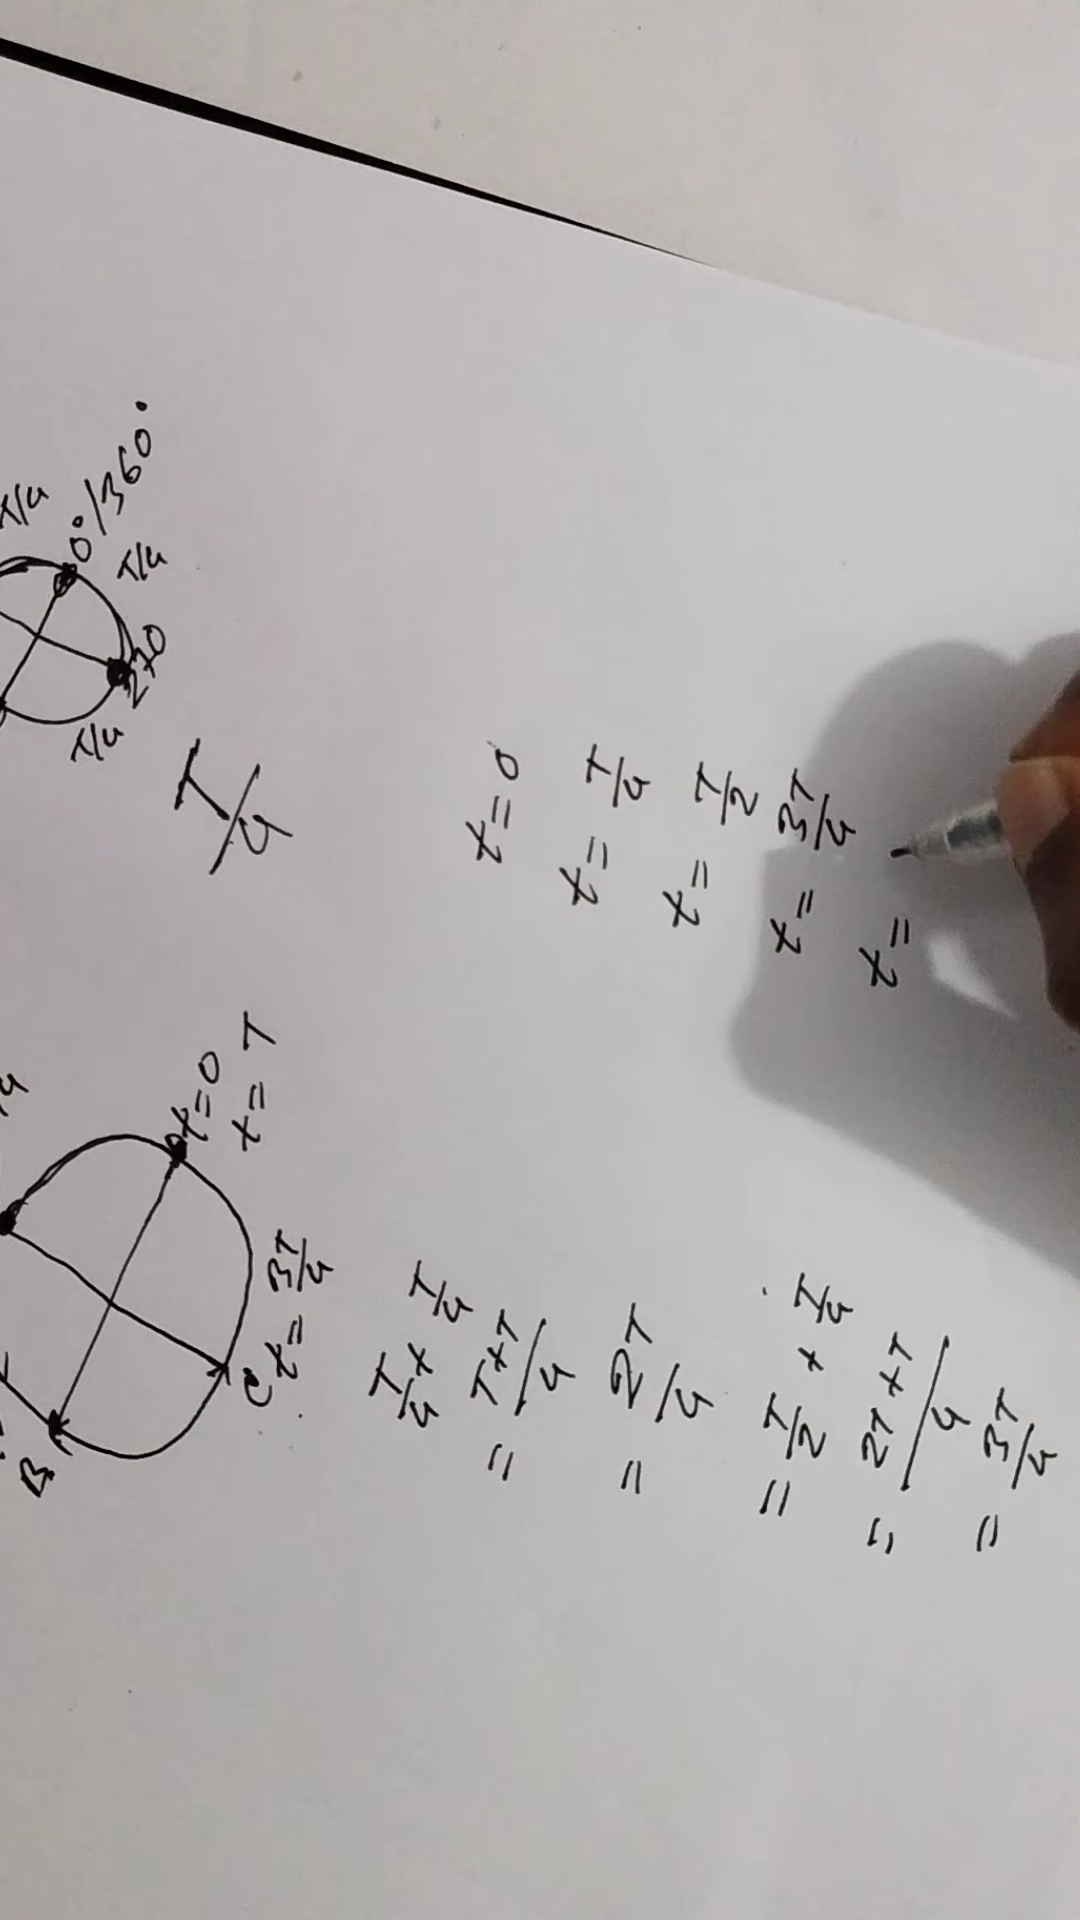 T/4
0°/360°
T/4
270
T/4
T/4
t=0
t=T
t=3T/4
C
B
t=0
t=T/4
t=T/2
t=3T/4
t=
T/4+T/4
=T+T/4
=2T/4
=T/2+T/4
=2T+T/4
=3T/4